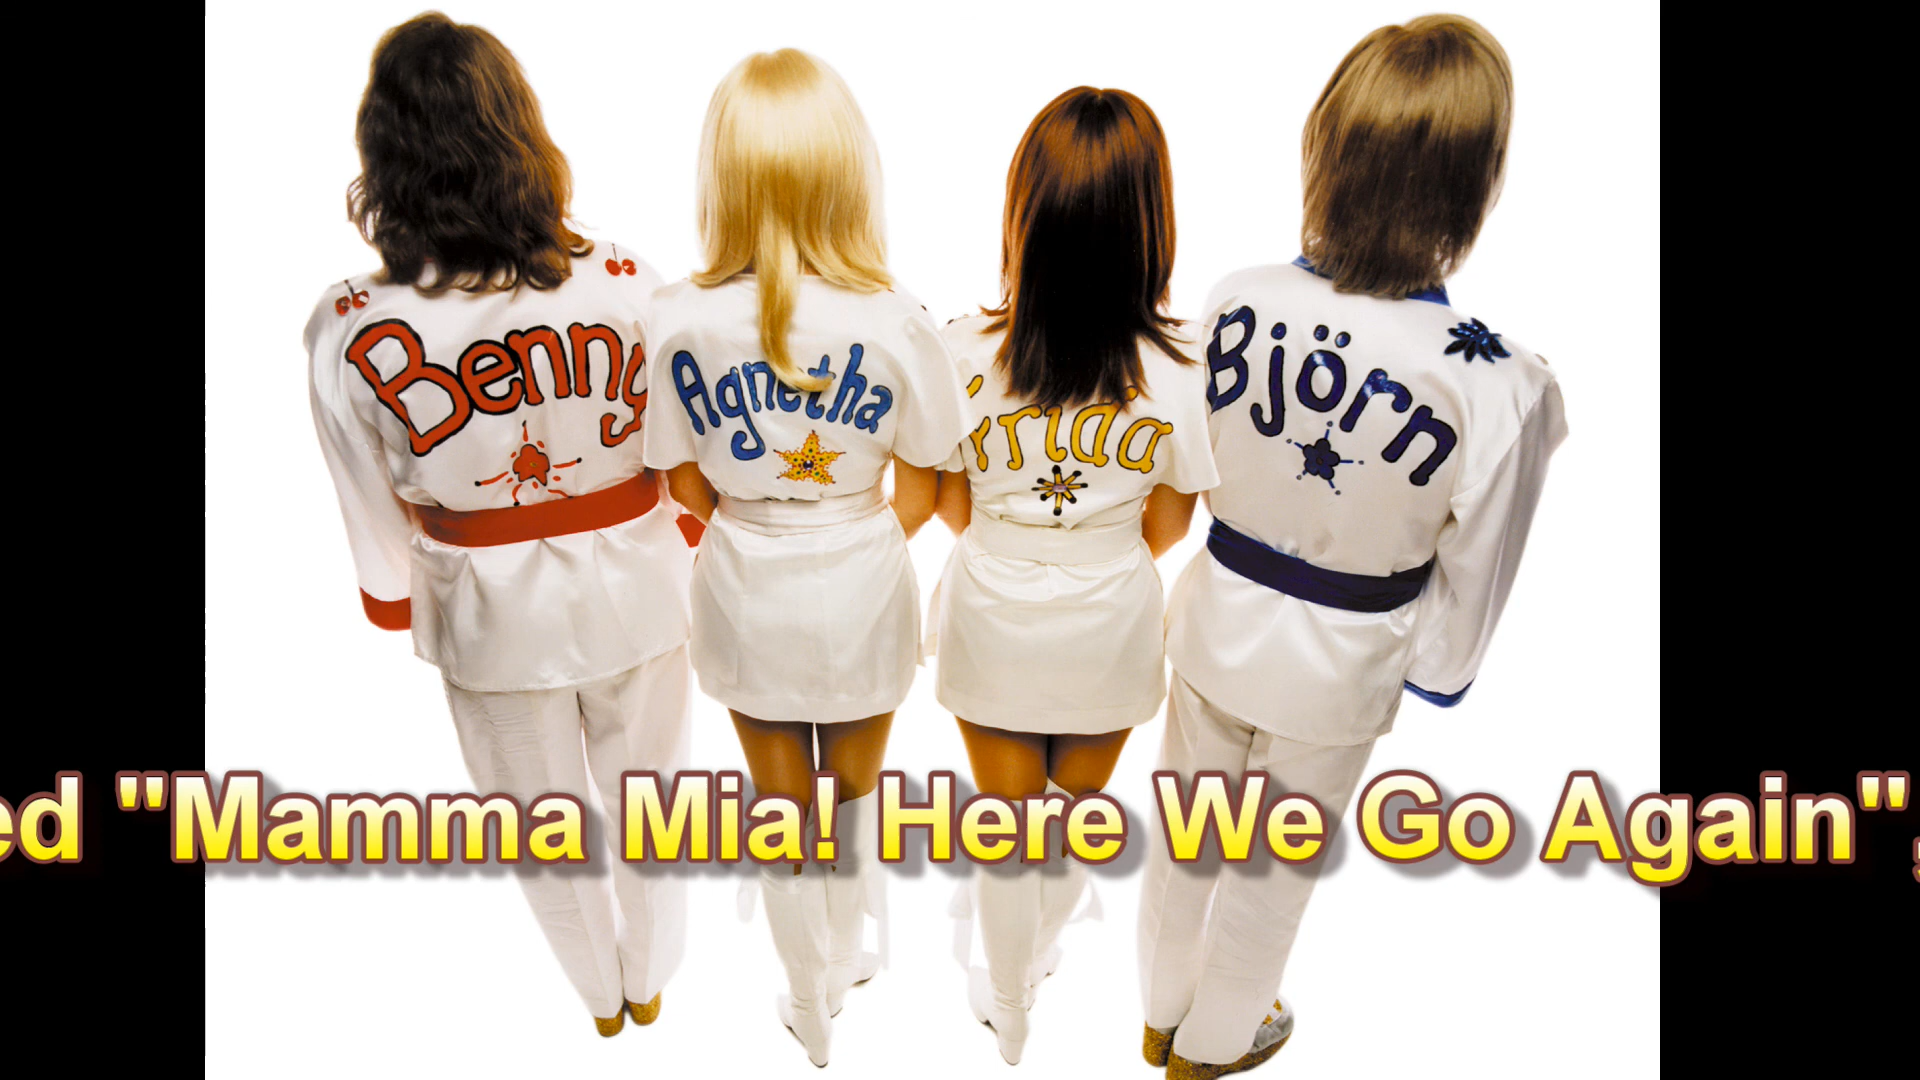 Benny
Agnetha
Frida
Björn
ed "Mamma Mia! Here We Go Again",